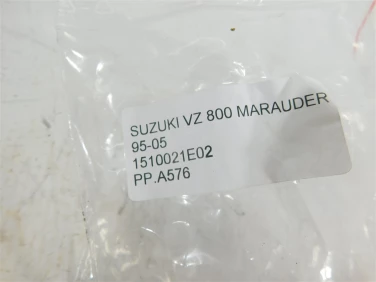 SUZUKI VZ 800 MARAUDER
95-05
1510021E02
PP.A576